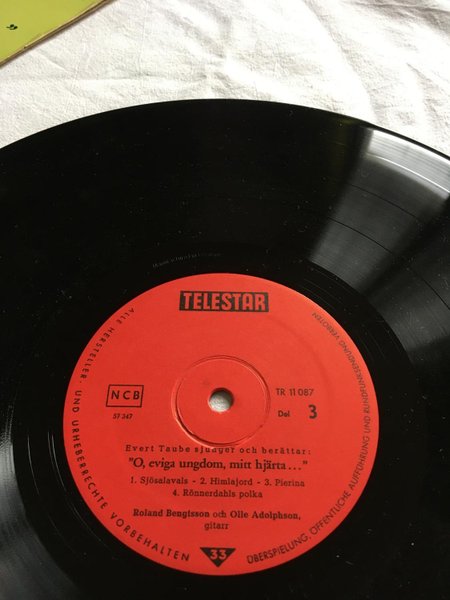 TELESTAR
NCB
57 347
TR 11 087
Del 3
Evert Taube sjunger och berättar:
"O, eviga ungdom, mitt hjärta..."
1. Sjösalavals - 2. Himlajord - 3. Pierina
4. Rönnerdahls polka
Roland Bengtsson och Olle Adolphson,
gitarr
33
ALLE HERSTELLER- UND URHEBERRECHTE VORBEHALTEN
ÜBERSPIELUNG, ÖFFENTLICHE AUFFÜHRUNG UND RUNDFUNKSENDUNG VERBOTEN